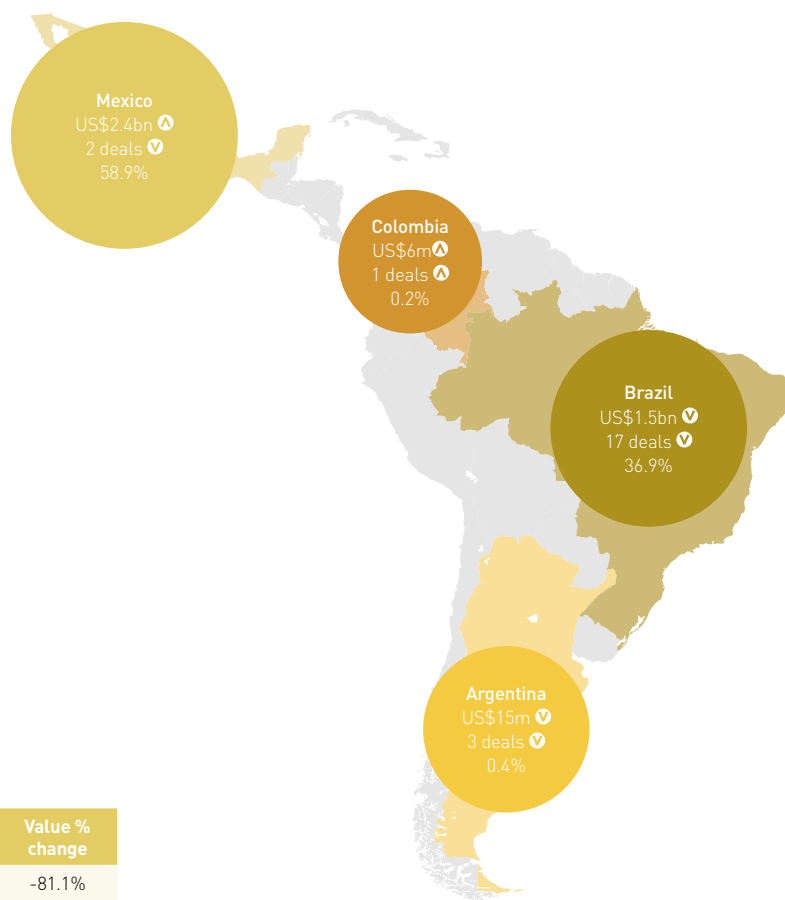 Mexico
US$2.4bn
2 deals
58.9%
Colombia
US$6m
1 deals
0.2%
Brazil
US$1.5bn
17 deals
36.9%
Argentina
US$15m
3 deals
0.4%
Value %
change
-81.1%